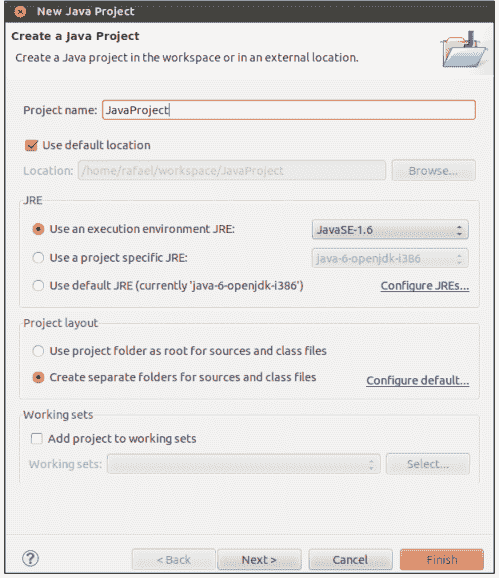 New Java Project
Create a Java Project
Create a Java project in the workspace or in an external location.
Project name: JavaProject
Use default location
Location: /home/rafael/workspace/JavaProject Browse...
JRE
Use an execution environment JRE: JavaSE-1.6
Use a project specific JRE: java-6-openjdk-i386
Use default JRE (currently 'java-6-openjdk-i386') Configure JREs...
Project layout
Use project folder as root for sources and class files
Create separate folders for sources and class files Configure default...
Working sets
Add project to working sets
Working sets: Select...
? < Back Next > Cancel Finish